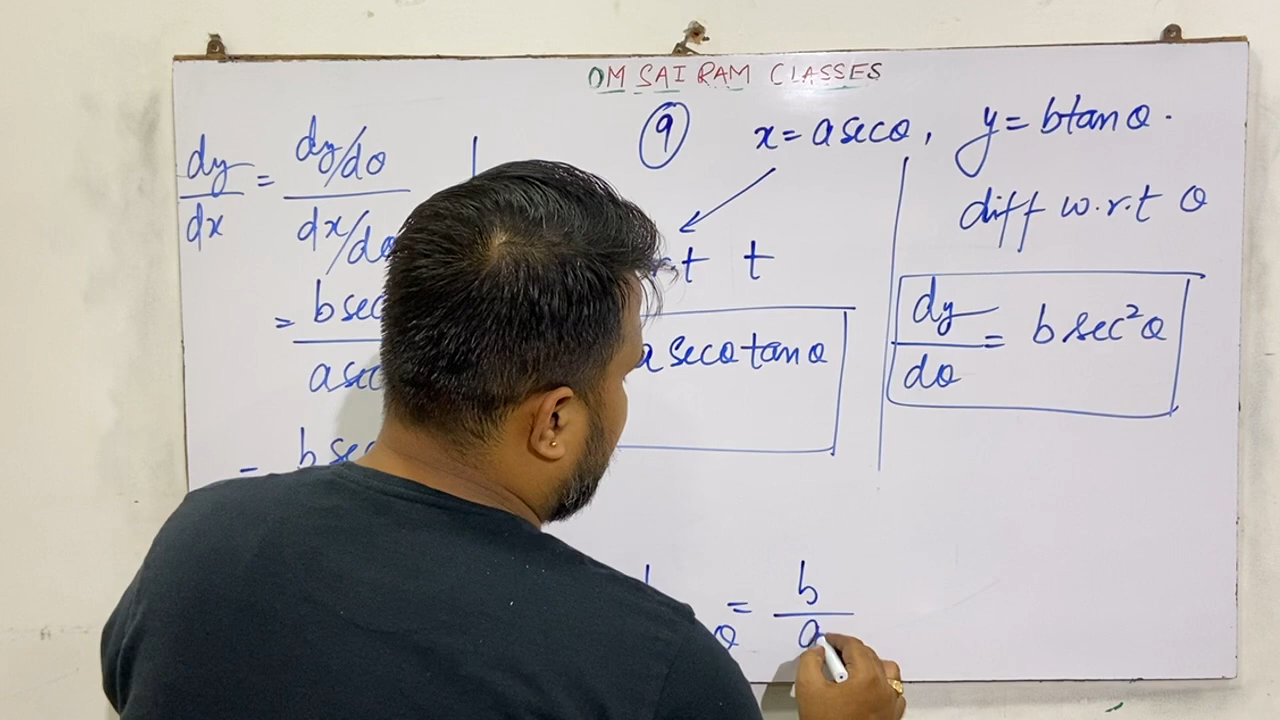 OM SAI RAM CLASSES
9
x = a secθ, y = b tanθ.
dy/dx = dy/dθ / dx/dθ
diff w.r.t θ
t t
= b sec
a sec
a secθ tanθ
dy/dθ = b sec²θ
= b sec
θ = b
a